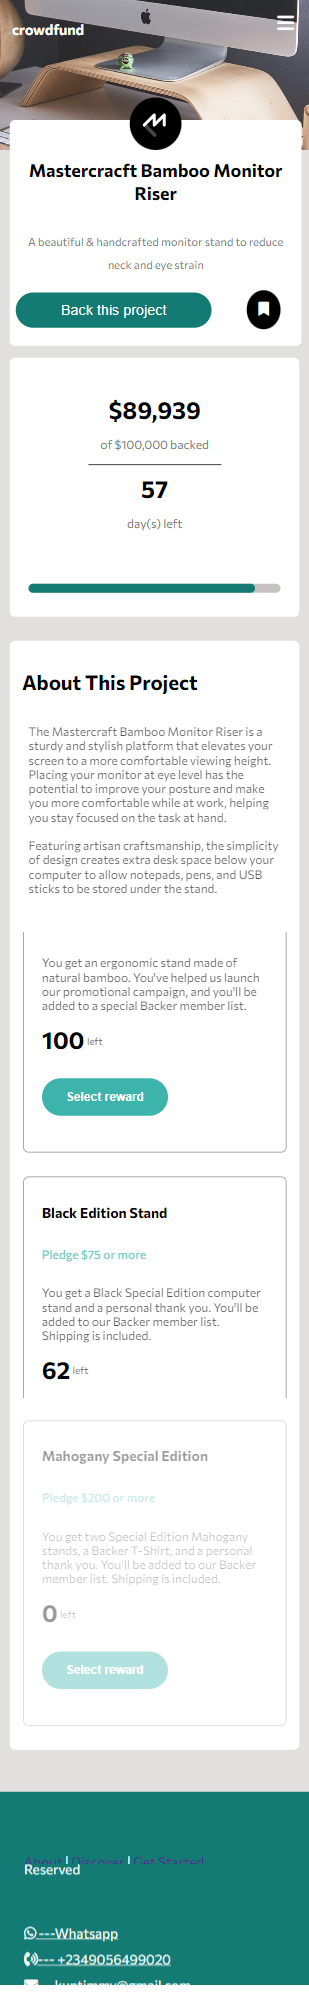 crowdfund
Mastercracft Bamboo Monitor
Riser
A beautiful & handcrafted monitor stand to reduce
neck and eye strain
Back this project
$89,939
of $100,000 backed
57
day(s) left
About This Project
The Mastercraft Bamboo Monitor Riser is a
sturdy and stylish platform that elevates your
screen to a more comfortable viewing height.
Placing your monitor at eye level has the
potential to improve your posture and make
you more comfortable while at work, helping
you stay focused on the task at hand.
Featuring artisan craftsmanship, the simplicity
of design creates extra desk space below your
computer to allow notepads, pens, and USB
sticks to be stored under the stand.
You get an ergonomic stand made of
natural bamboo. You've helped us launch
our promotional campaign, and you'll be
added to a special Backer member list.
100 left
Select reward
Black Edition Stand
Pledge $75 or more
You get a Black Special Edition computer
stand and a personal thank you. You'll be
added to our Backer member list.
Shipping is included.
62 left
Mahogany Special Edition
Pledge $200 or more
You get two Special Edition Mahogany
stands, a Backer T-Shirt, and a personal
thank you. You'll be added to our Backer
member list. Shipping is included.
0 left
Select reward
About | Discover | Get Started
Reserved
---Whatsapp
--- +2349056499020
kuntimmy@gmail.com